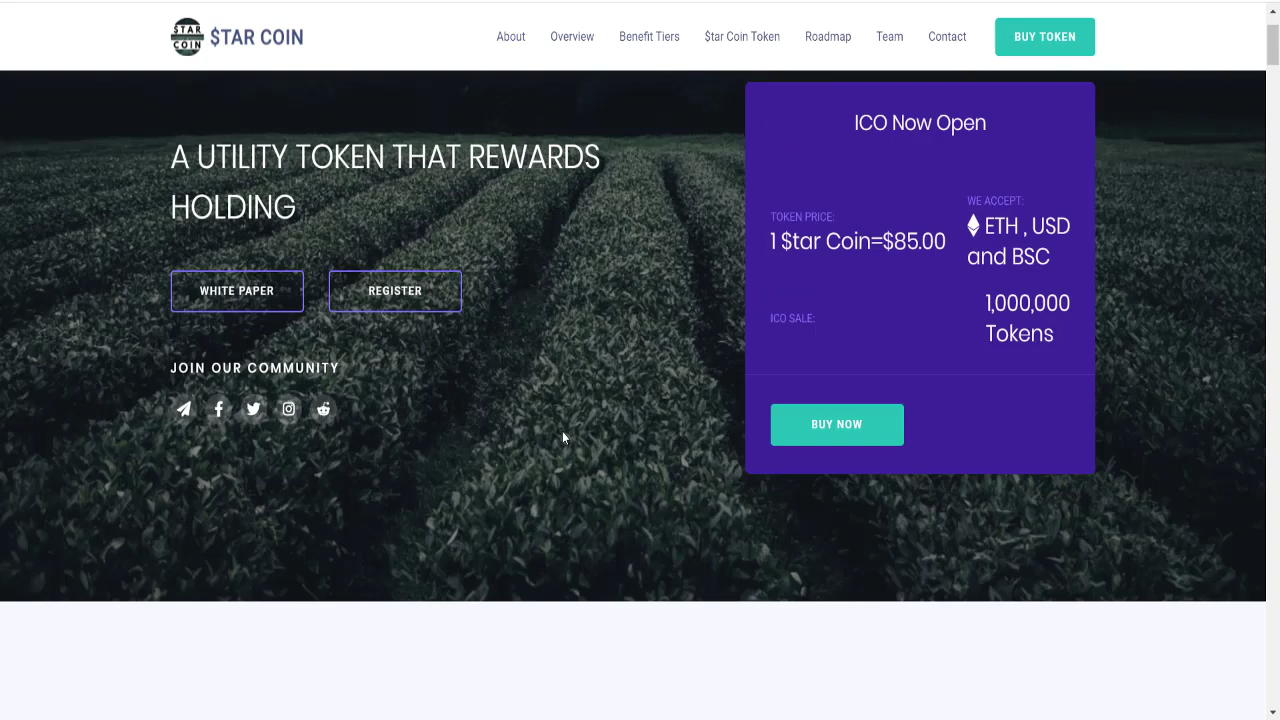 $TAR
COIN
$TAR COIN
About
Overview
Benefit Tiers
$tar Coin Token
Roadmap
Team
Contact
BUY TOKEN
A UTILITY TOKEN THAT REWARDS
HOLDING
WHITE PAPER
REGISTER
JOIN OUR COMMUNITY
ICO Now Open
TOKEN PRICE:
1 $tar Coin=$85.00
WE ACCEPT:
ETH , USD
and BSC
ICO SALE:
1,000,000
Tokens
BUY NOW